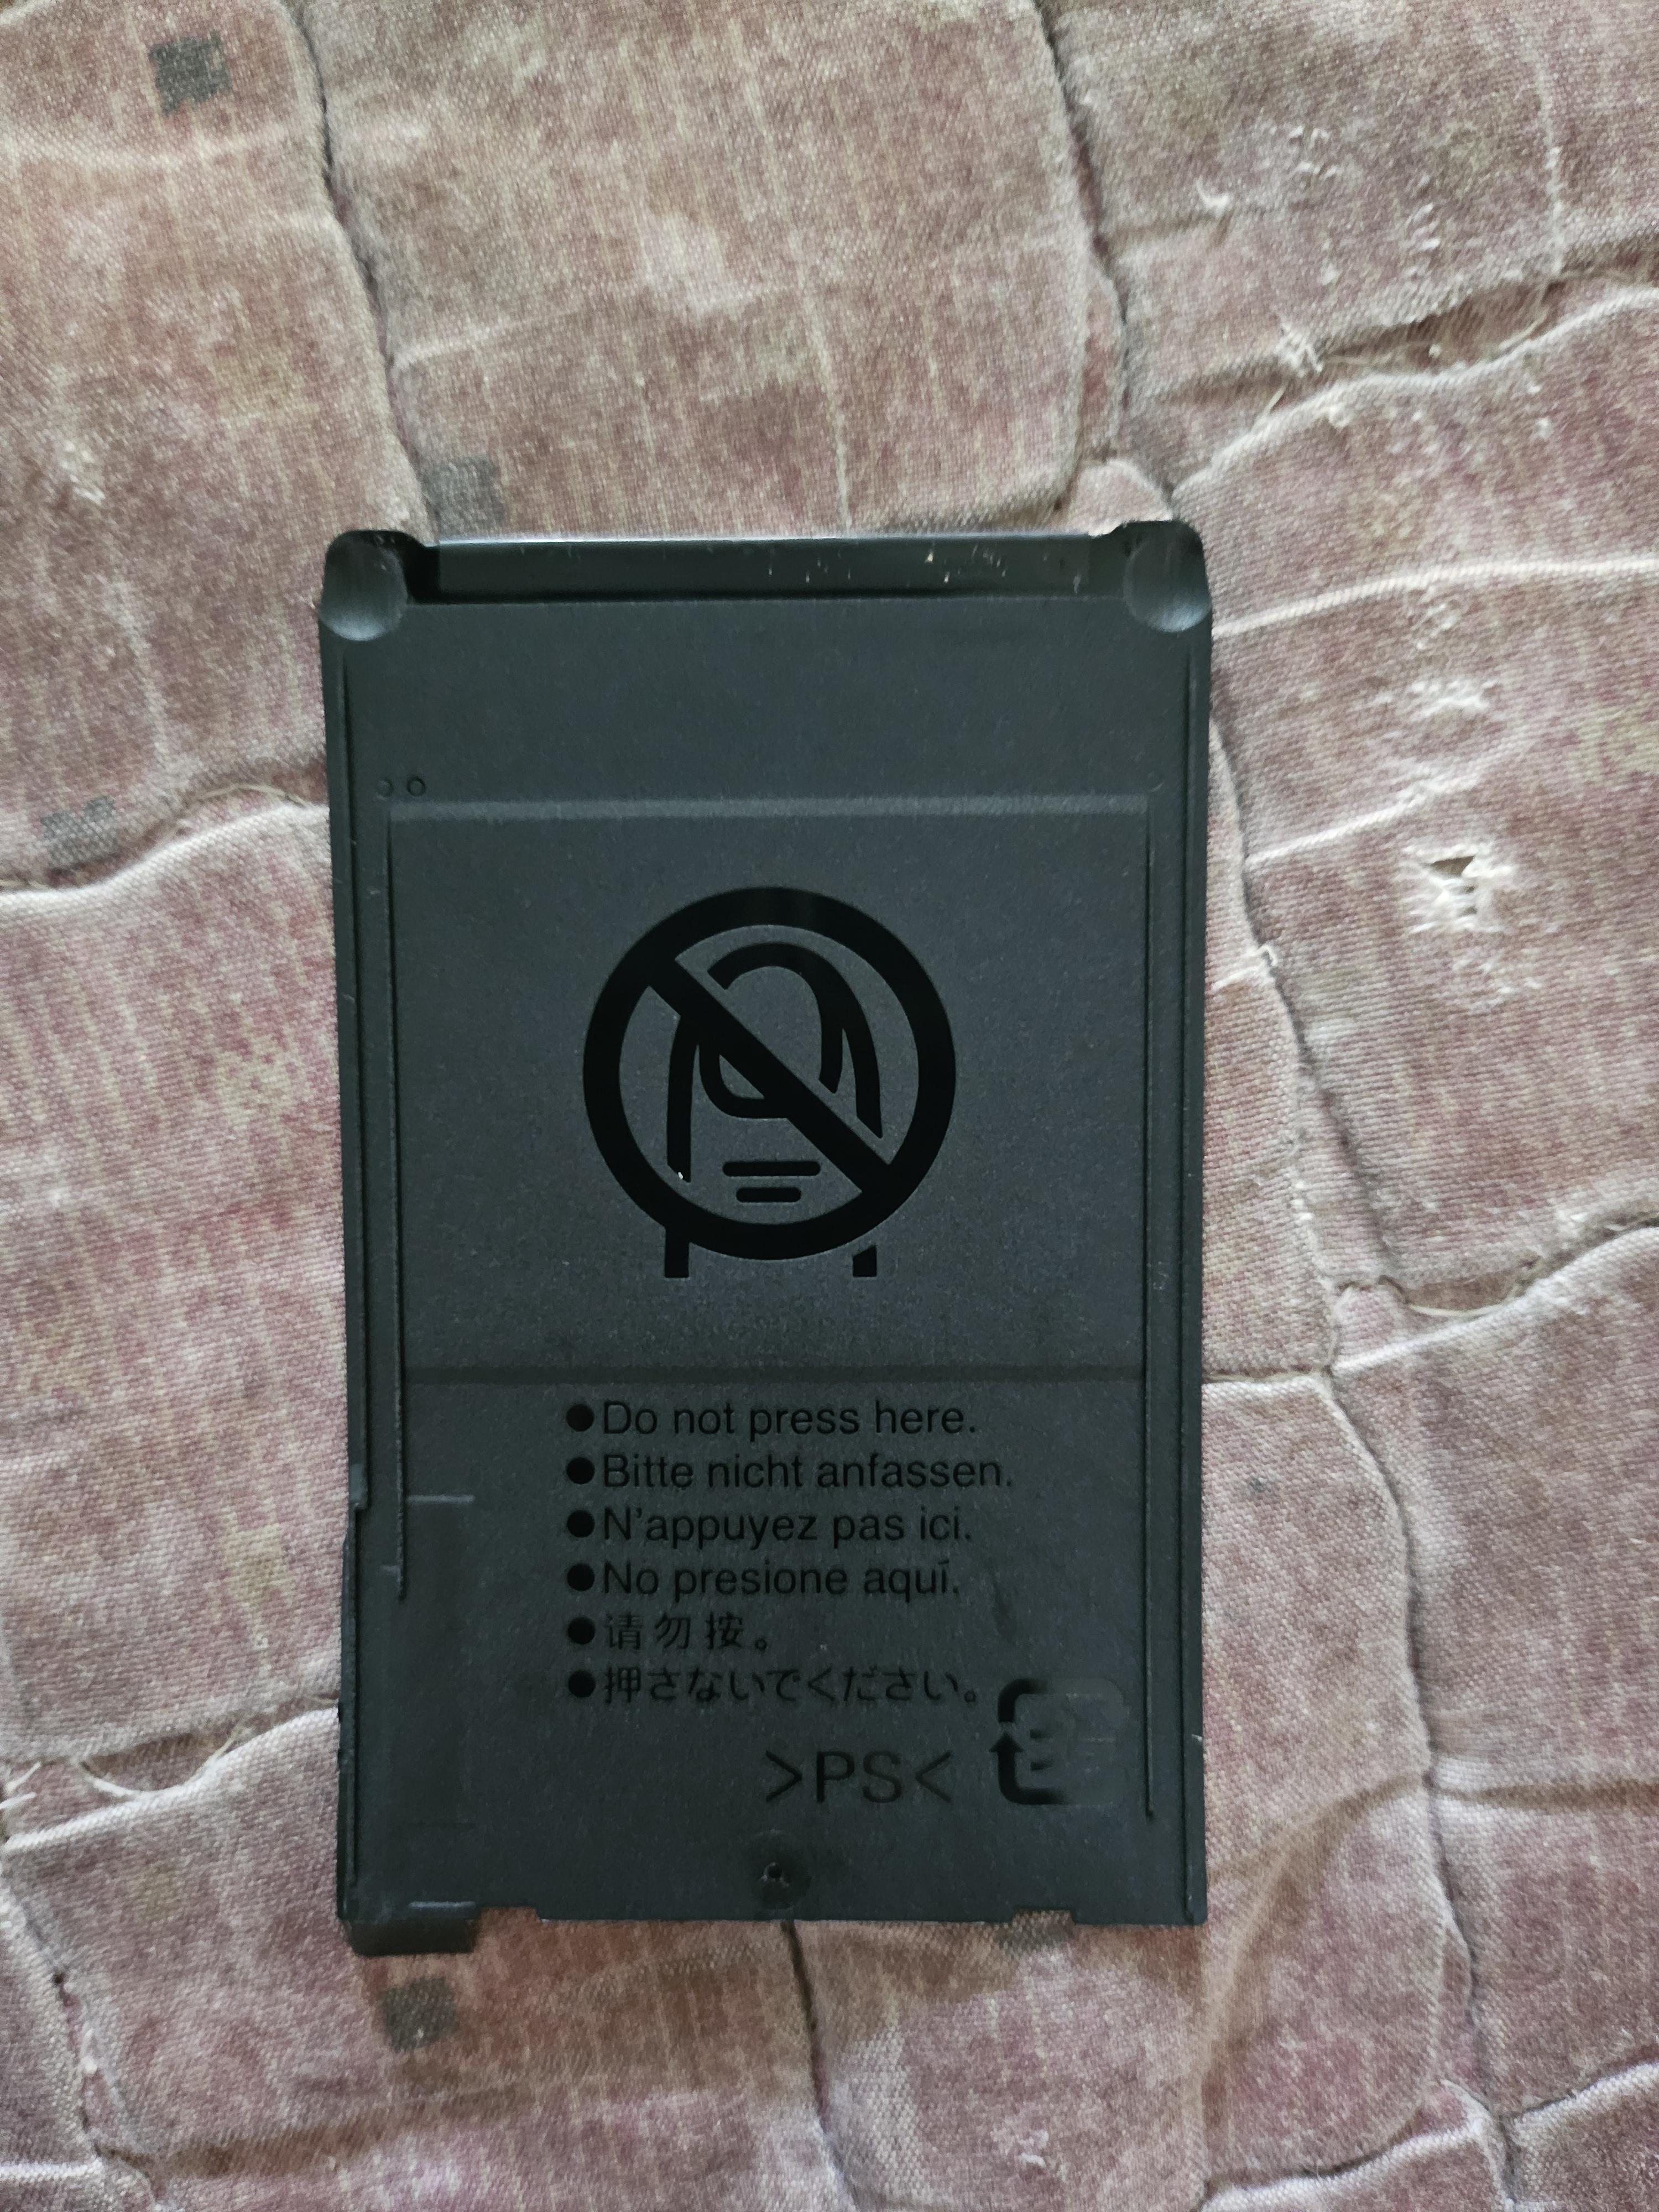 ●Do not press here.
●Bitte nicht anfassen.
●N'appuyez pas ici.
●No presione aquí.
●请勿按。
●押さないでください。
>PS<